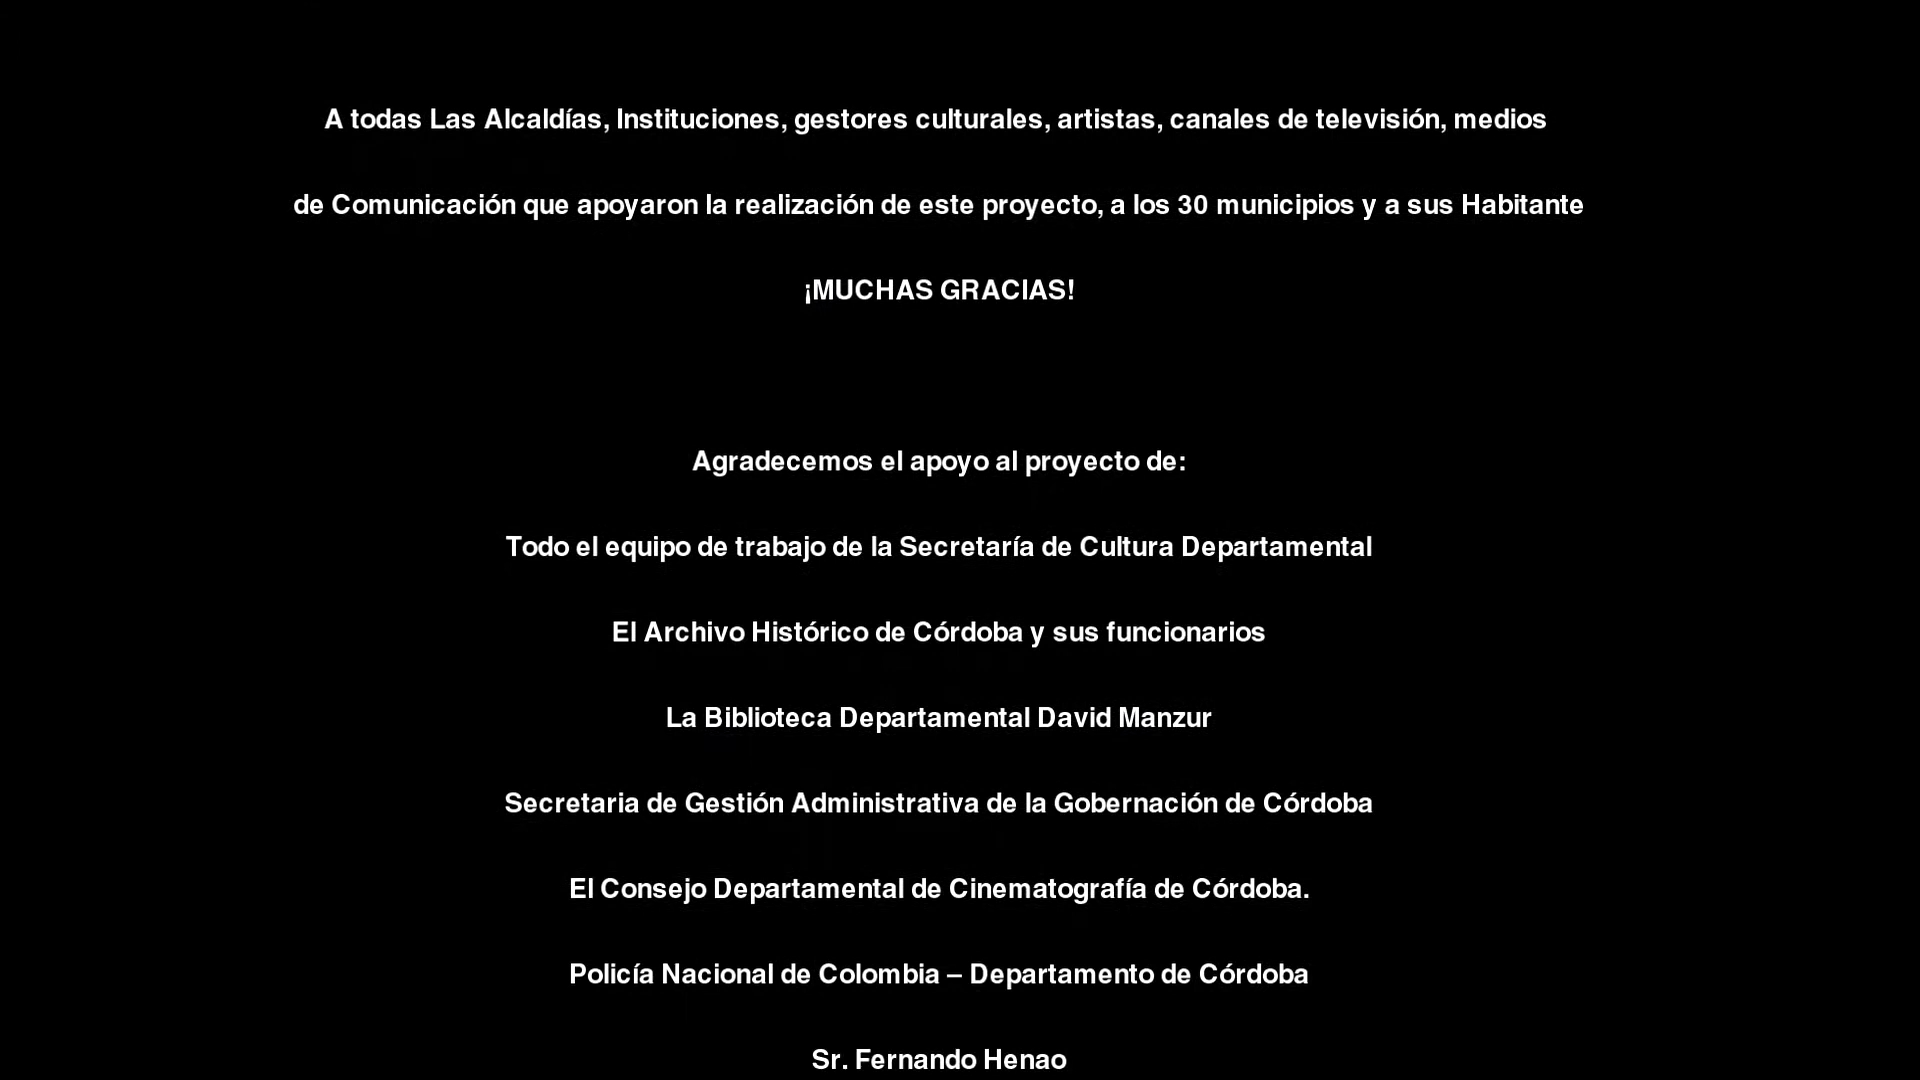 A todas Las Alcaldías, Instituciones, gestores culturales, artistas, canales de televisión, medios
de Comunicación que apoyaron la realización de este proyecto, a los 30 municipios y a sus Habitante
¡MUCHAS GRACIAS!
Agradecemos el apoyo al proyecto de:
Todo el equipo de trabajo de la Secretaría de Cultura Departamental
El Archivo Histórico de Córdoba y sus funcionarios
La Biblioteca Departamental David Manzur
Secretaria de Gestión Administrativa de la Gobernación de Córdoba
El Consejo Departamental de Cinematografía de Córdoba.
Policía Nacional de Colombia – Departamento de Córdoba
Sr. Fernando Henao